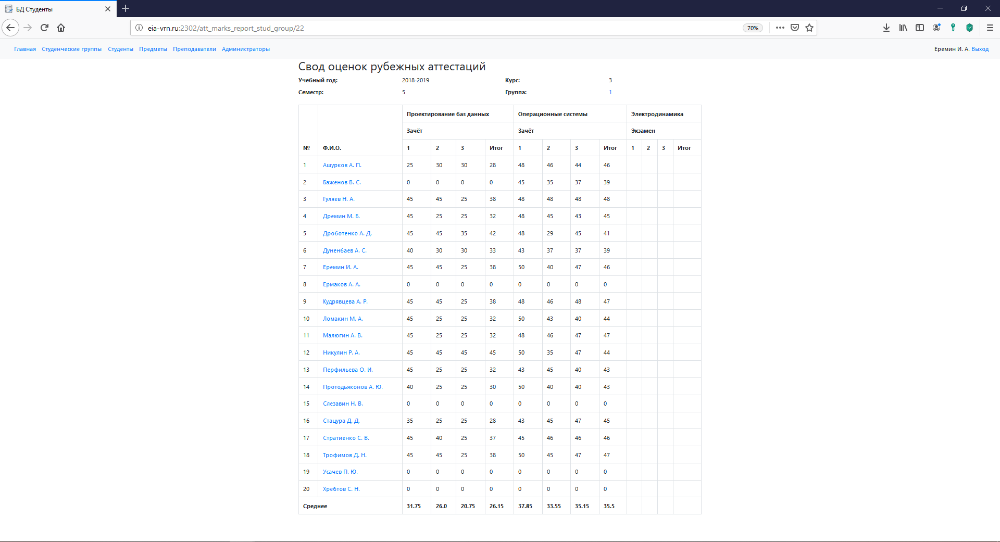 БД Студенты
eia-vrn.ru:2302/att_marks_report_stud_group/22
70%
Главная Студенческие группы Студенты Предметы Преподаватели Администраторы
Еремин И. А. Выход
Свод оценок рубежных аттестаций
Учебный год: 2018-2019 Курс: 3
Семестр: 5 Группа: 1
Проектирование баз данных Операционные системы Электродинамика
Зачёт Зачёт Экзамен
№ Ф.И.О. 1 2 3 Итог 1 2 3 Итог 1 2 3 Итог
1 Ашурков А. П. 25 30 30 28 48 46 44 46
2 Баженов В. С. 0 0 0 0 45 35 37 39
3 Гуляев Н. А. 45 45 25 38 48 48 48 48
4 Дремин М. Б. 45 25 25 32 48 45 43 45
5 Дроботенко А. Д. 45 45 35 42 48 29 45 41
6 Дуненбаев А. С. 40 30 30 33 43 37 37 39
7 Еремин И. А. 45 45 25 38 50 40 47 46
8 Ермаков А. А. 0 0 0 0 0 0 0 0
9 Кудрявцева А. Р. 45 45 25 38 48 46 48 47
10 Ломакин М. А. 45 25 25 32 50 43 40 44
11 Малюгин А. В. 45 25 25 32 48 46 47 47
12 Никулин Р. А. 45 45 45 45 50 35 47 44
13 Перфильева О. И. 45 25 25 32 43 45 40 43
14 Протодьяконов А. Ю. 40 25 25 30 50 40 40 43
15 Слезавин Н. В. 0 0 0 0 0 0 0 0
16 Стацура Д. Д. 35 25 25 28 43 45 47 45
17 Стратиенко С. В. 45 40 25 37 45 46 46 46
18 Трофимов Д. Н. 45 45 25 38 50 45 47 47
19 Усачев П. Ю. 0 0 0 0 0 0 0 0
20 Хребтов С. Н. 0 0 0 0 0 0 0 0
Среднее 31.75 26.0 20.75 26.15 37.85 33.55 35.15 35.5